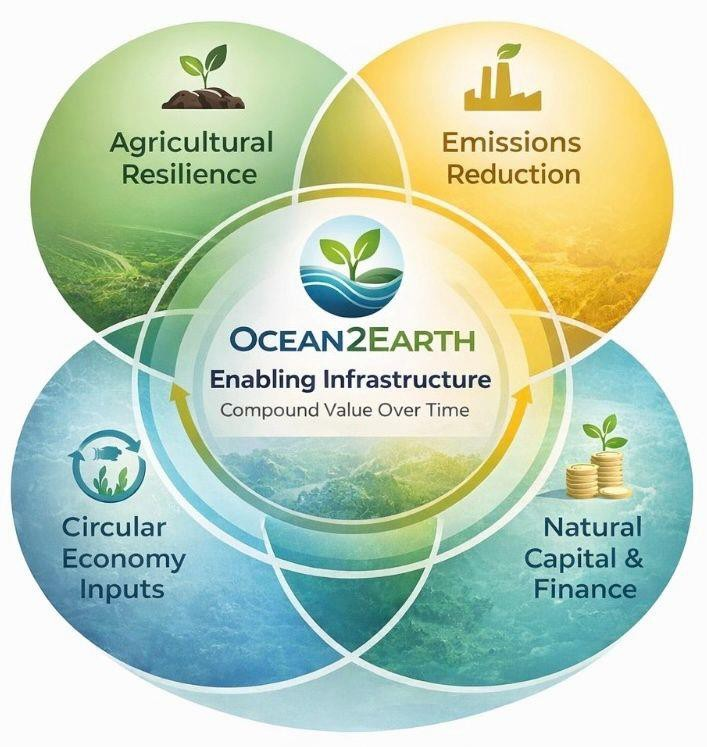 Agricultural
Resilience
Emissions
Reduction
OCEAN2EARTH
Enabling Infrastructure
Compound Value Over Time
Circular
Economy
Inputs
Natural
Capital &
Finance